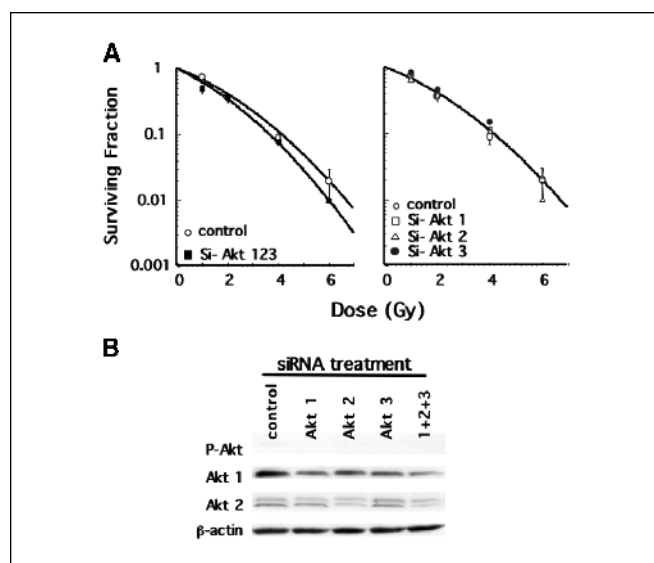 A
Surviving Fraction
1
0.1
0.01
0.001
control
Si- Akt 123
0 2 4 6
control
Si- Akt 1
Si- Akt 2
Si- Akt 3
0 2 4 6
Dose (Gy)
B
siRNA treatment
control
Akt 1
Akt 2
Akt 3
1+2+3
P-Akt
Akt 1
Akt 2
β-actin